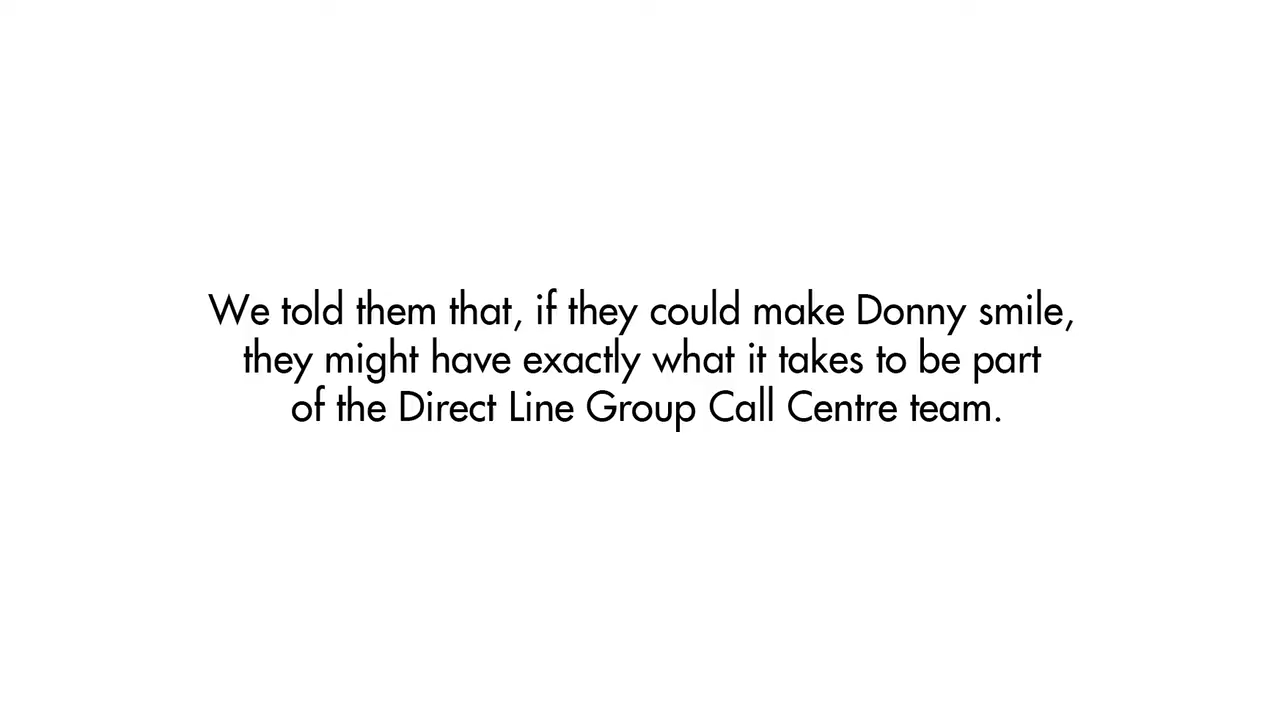 We told them that, if they could make Donny smile,
they might have exactly what it takes to be part
of the Direct Line Group Call Centre team.